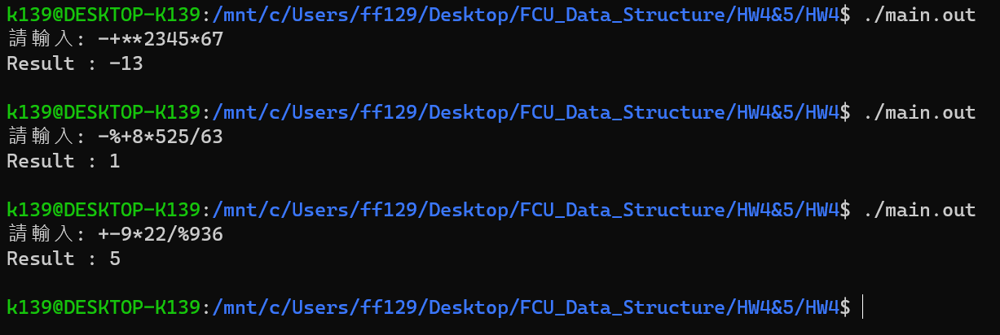 k139@DESKTOP-K139:/mnt/c/Users/ff129/Desktop/FCU_Data_Structure/HW4&5/HW4$ ./main.out
請輸入: -+**2345*67
Result : -13
k139@DESKTOP-K139:/mnt/c/Users/ff129/Desktop/FCU_Data_Structure/HW4&5/HW4$ ./main.out
請輸入: -%+8*525/63
Result : 1
k139@DESKTOP-K139:/mnt/c/Users/ff129/Desktop/FCU_Data_Structure/HW4&5/HW4$ ./main.out
請輸入: +-9*22/%936
Result : 5
k139@DESKTOP-K139:/mnt/c/Users/ff129/Desktop/FCU_Data_Structure/HW4&5/HW4$